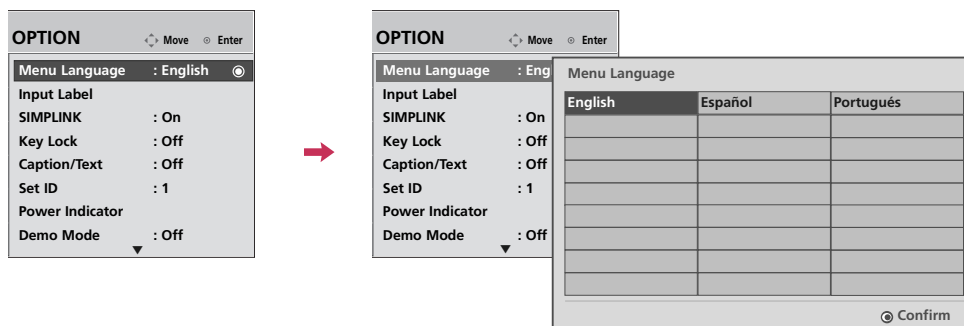 OPTION Move Enter
Menu Language : English
Input Label
SIMPLINK : On
Key Lock : Off
Caption/Text : Off
Set ID : 1
Power Indicator
Demo Mode : Off
OPTION Move Enter
Menu Language : Eng
Input Label
SIMPLINK : On
Key Lock : Off
Caption/Text : Off
Set ID : 1
Power Indicator
Demo Mode : Off
Menu Language
English Español Portugués
Confirm